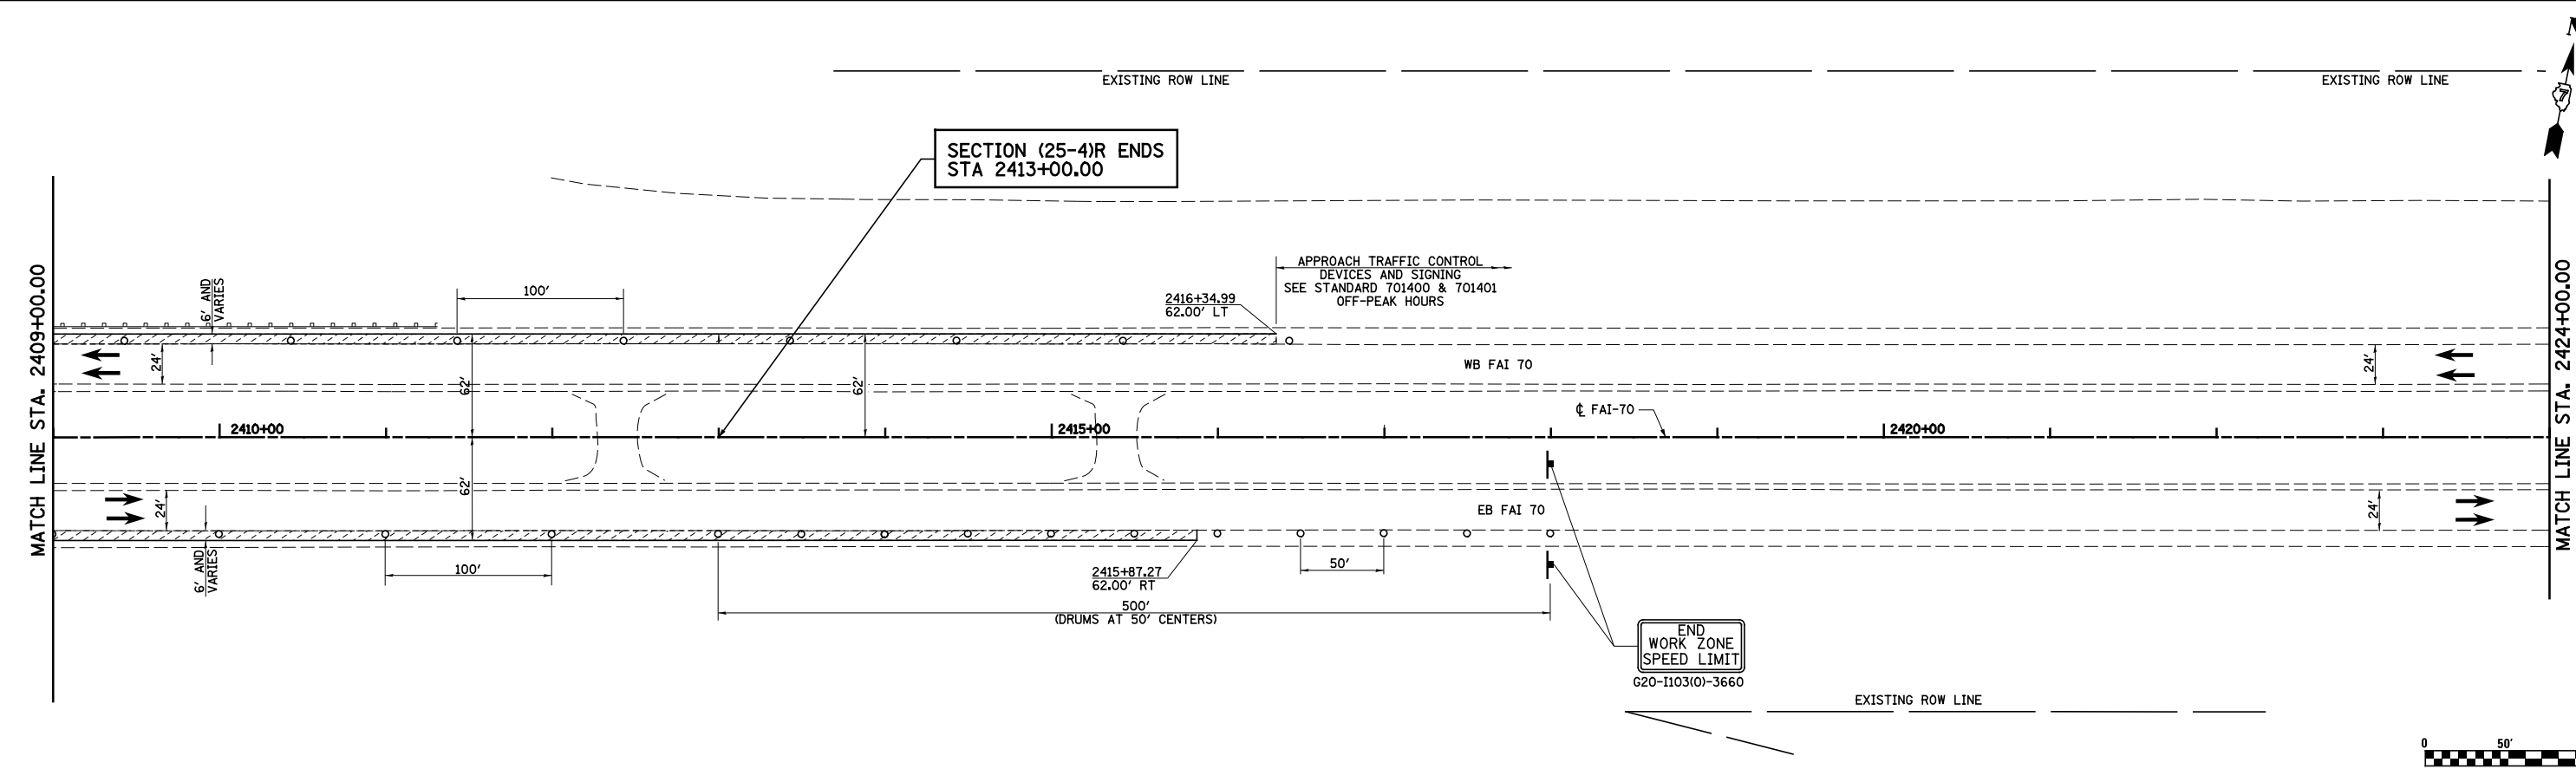 EXISTING ROW LINE
EXISTING ROW LINE
N
7
SECTION (25-4)R ENDS
STA 2413+00.00
MATCH LINE STA. 2409+00.00
MATCH LINE STA. 2424+00.00
6' AND
VARIES
100'
2416+34.99
62.00' LT
APPROACH TRAFFIC CONTROL
DEVICES AND SIGNING
SEE STANDARD 701400 & 701401
OFF-PEAK HOURS
24'
62'
62'
WB FAI 70
24'
℄ FAI-70
2410+00
2415+00
2420+00
62'
24'
EB FAI 70
24'
6' AND
VARIES
100'
2415+87.27
62.00' RT
50'
500'
(DRUMS AT 50' CENTERS)
END
WORK ZONE
SPEED LIMIT
G20-I103(0)-3660
EXISTING ROW LINE
0
50'